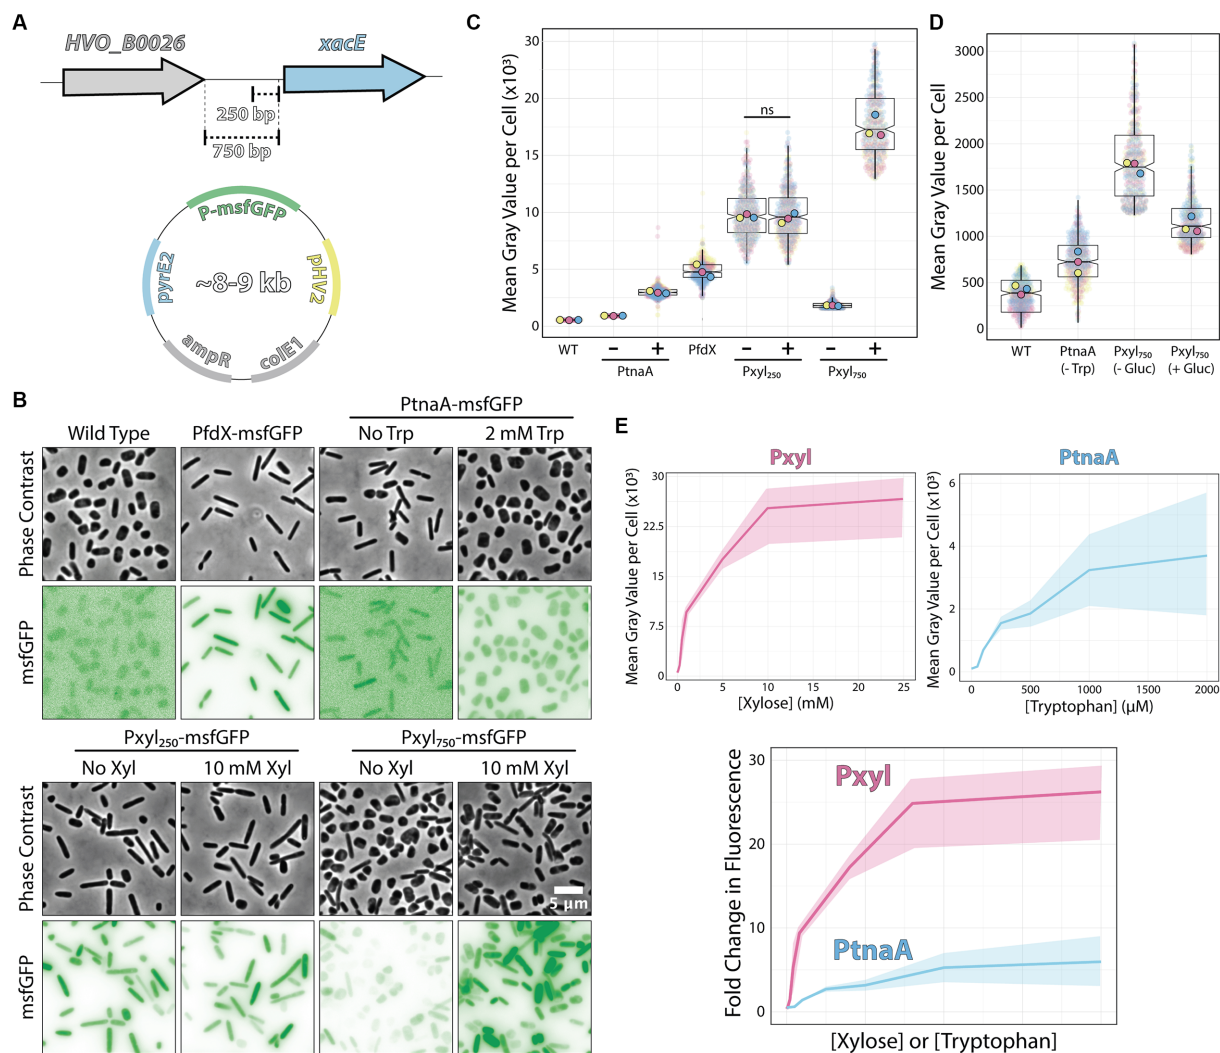 A
HVO_B0026
xacE
250 bp
750 bp
P-msfGFP
pyrE2
pHV2
~8-9 kb
ampR
colE1
B
PtnaA-msfGFP
Wild Type
PfdX-msfGFP
No Trp
2 mM Trp
Phase Contrast
msfGFP
Pxyl250-msfGFP
Pxyl750-msfGFP
No Xyl
10 mM Xyl
No Xyl
10 mM Xyl
Phase Contrast
5 μm
msfGFP
C
Mean Gray Value per Cell (x10³)
30
25
20
15
10
5
0
ns
WT
−
+
PfdX
−
+
−
+
PtnaA
Pxyl250
Pxyl750
D
Mean Gray Value per Cell
3000
2500
2000
1500
1000
500
0
WT
PtnaA
(- Trp)
Pxyl750
(- Gluc)
Pxyl750
(+ Gluc)
E
Pxyl
Mean Gray Value per Cell (x10³)
30
22.5
15
7.5
0
0
5
10
15
20
25
[Xylose] (mM)
PtnaA
Mean Gray Value per Cell (x10³)
6
4
2
0
0
500
1000
1500
2000
[Tryptophan] (μM)
Fold Change in Fluorescence
30
20
10
0
Pxyl
PtnaA
[Xylose] or [Tryptophan]